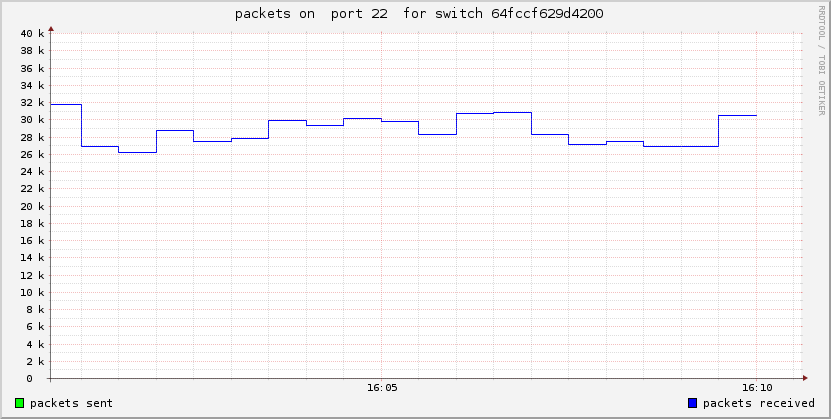 packets on  port 22  for switch 64fccf629d4200
RRDTOOL / TOBI OETIKER
40 k
38 k
36 k
34 k
32 k
30 k
28 k
26 k
24 k
22 k
20 k
18 k
16 k
14 k
12 k
10 k
8 k
6 k
4 k
2 k
0
16:05 16:10
packets sent packets received